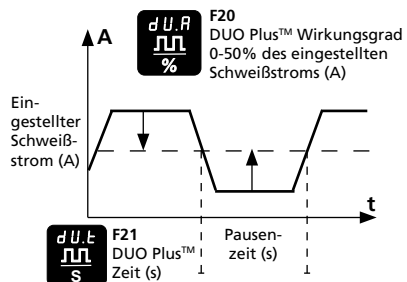 dU.A
%
F20
DUO Plus™ Wirkungsgrad
0-50% des eingestellten
Schweißstroms (A)
A
Ein-
gestellter
Schweiß-
strom (A)
t
dU.t
S
F21
DUO Plus™
Zeit (s)
Pausen-
zeit (s)